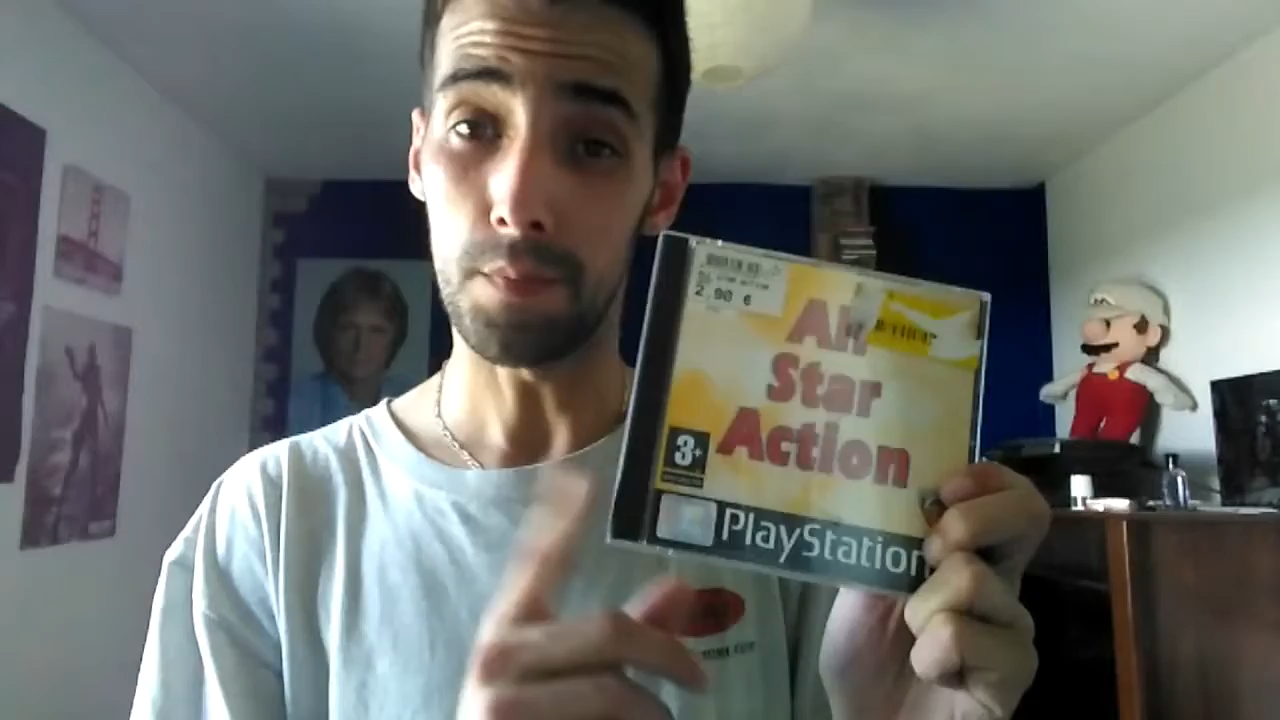 2,90 €
All
Star
Action
3+
PlayStation